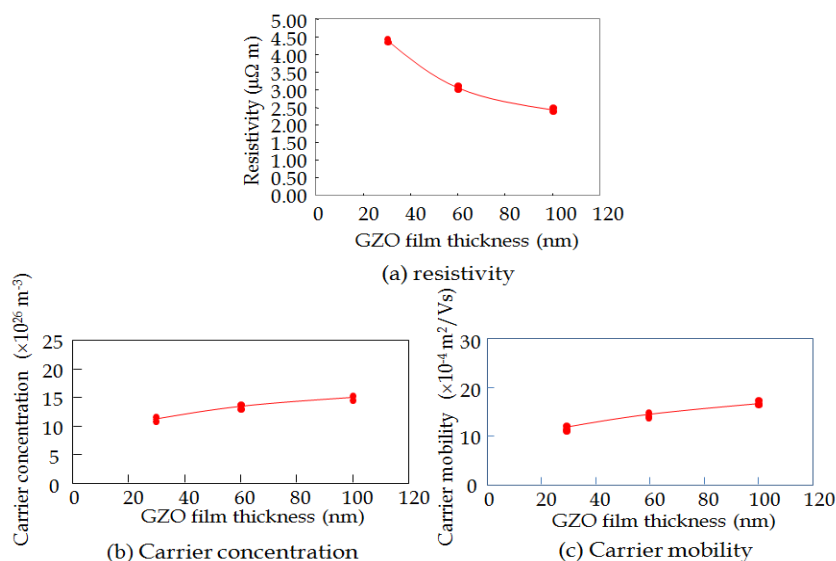 Resistivity (μΩ m)
5.00
4.50
4.00
3.50
3.00
2.50
2.00
1.50
1.00
0.50
0.00
0 20 40 60 80 100 120
GZO film thickness (nm)
(a) resistivity
Carrier concentration (×10²⁶ m⁻³)
25
20
15
10
5
0
0 20 40 60 80 100 120
GZO film thickness (nm)
(b) Carrier concentration
Carrier mobility (×10⁻⁴ m²/Vs)
30
20
10
0
0 20 40 60 80 100 120
GZO film thickness (nm)
(c) Carrier mobility